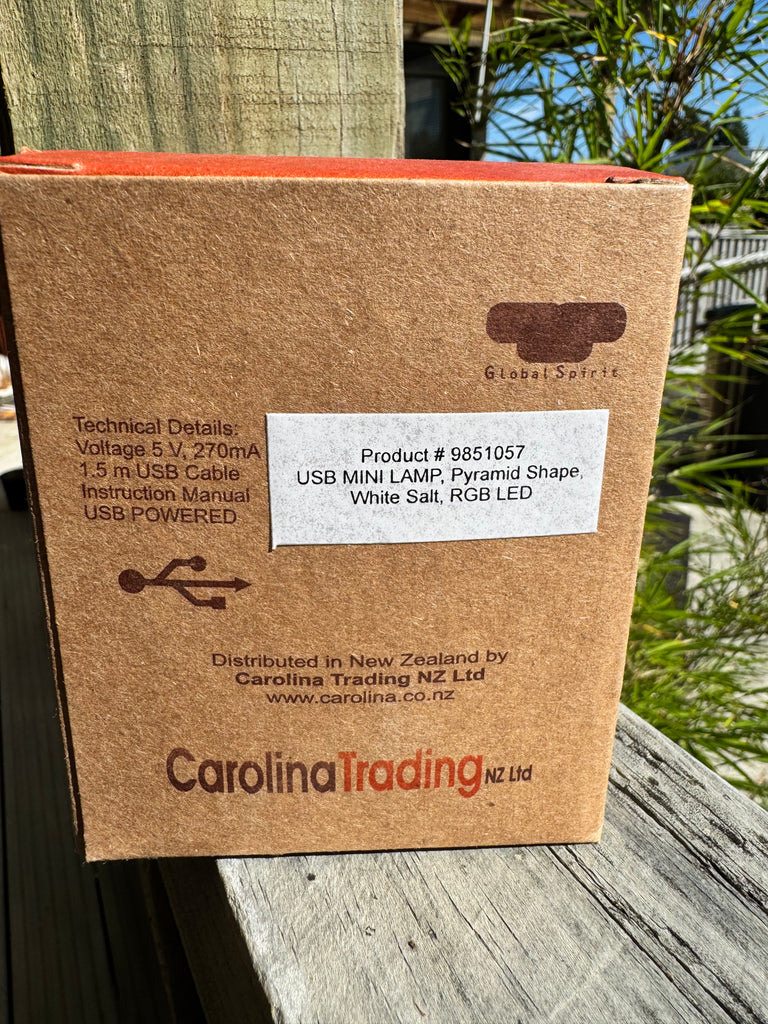 Global Spirit
Technical Details:
Voltage 5 V, 270mA
1.5 m USB Cable
Instruction Manual
USB POWERED
Product # 9851057
USB MINI LAMP, Pyramid Shape,
White Salt, RGB LED
Distributed in New Zealand by
Carolina Trading NZ Ltd
www.carolina.co.nz
CarolinaTrading NZ Ltd